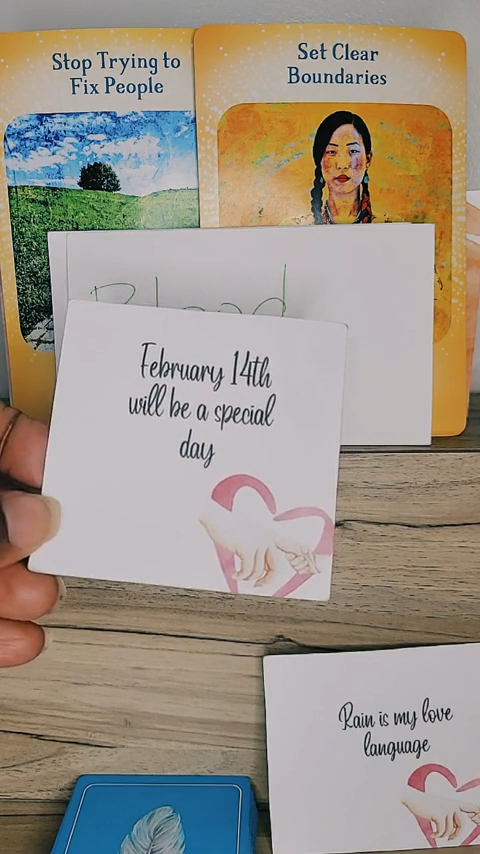 Stop Trying to
Fix People
Set Clear
Boundaries
February 14th
will be a special
day
Rain is my love
language